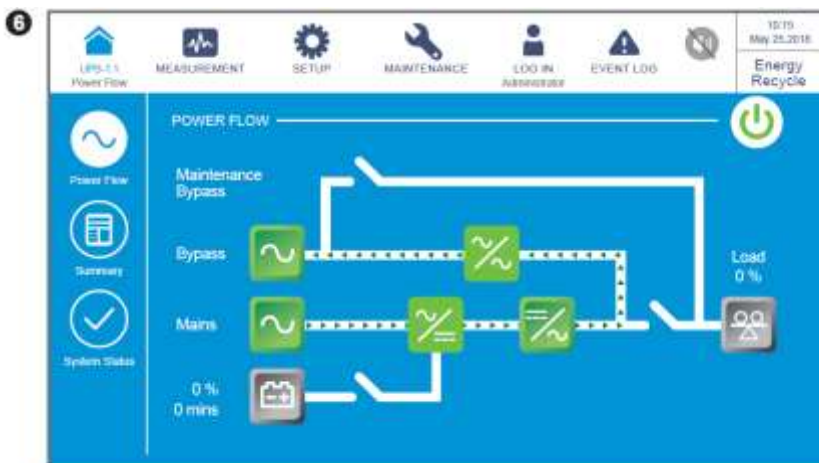 6
UPS-1.1
Power Flow
MEASUREMENT
SETUP
MAINTENANCE
LOG IN
Administrator
EVENT LOG
10:15
May 25,2018
Energy
Recycle
POWER FLOW
Power Flow
Maintenance
Bypass
Summary
Bypass
Load
0 %
Mains
System Status
0 %
0 mins